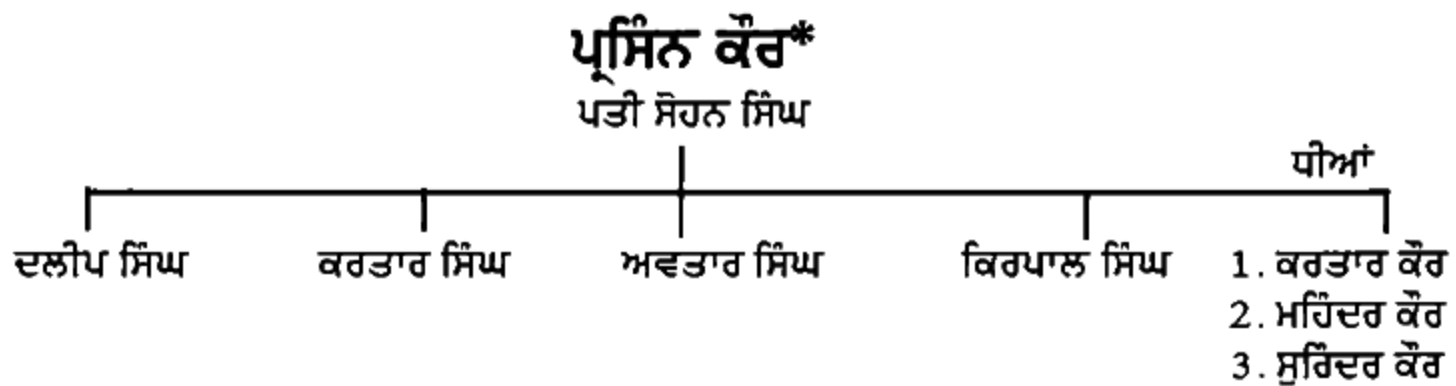 ਪ੍ਰਸਿੰਨ ਕੌਰ*
ਪਤੀ ਸੋਹਨ ਸਿੰਘ
ਧੀਆਂ
ਦਲੀਪ ਸਿੰਘ ਕਰਤਾਰ ਸਿੰਘ ਅਵਤਾਰ ਸਿੰਘ ਕਿਰਪਾਲ ਸਿੰਘ 1. ਕਰਤਾਰ ਕੌਰ
2. ਮਹਿੰਦਰ ਕੌਰ
3. ਸੁਰਿੰਦਰ ਕੌਰ